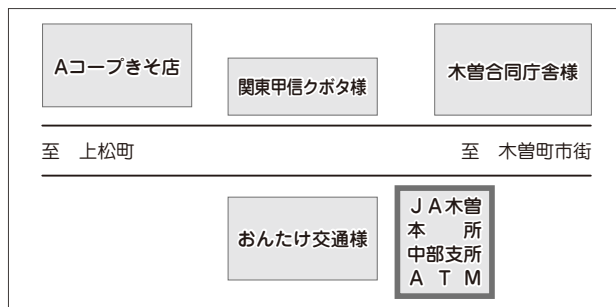 Aコープきそ店
関東甲信クボタ様
木曽合同庁舎様
至　上松町
至　木曽町市街
おんたけ交通様
ＪＡ木曽
本　　所
中部支所
Ａ　Ｔ　Ｍ